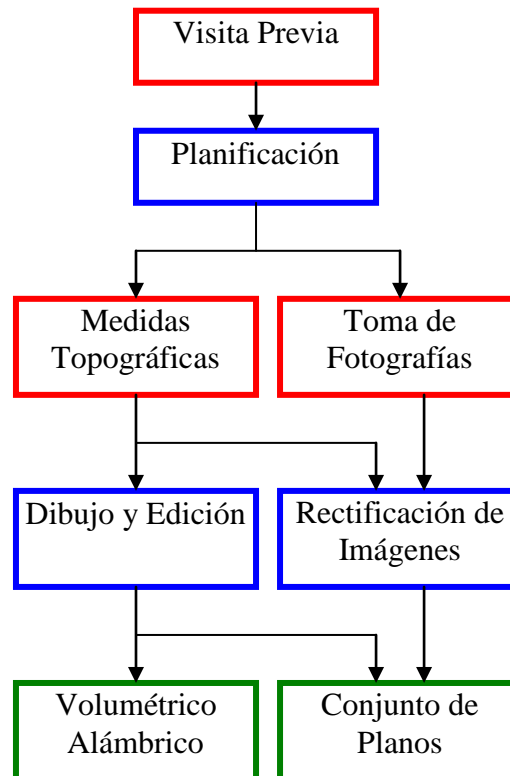 Visita Previa
Planificación
Medidas
Topográficas
Toma de
Fotografías
Dibujo y Edición
Rectificación de
Imágenes
Volumétrico
Alámbrico
Conjunto de
Planos